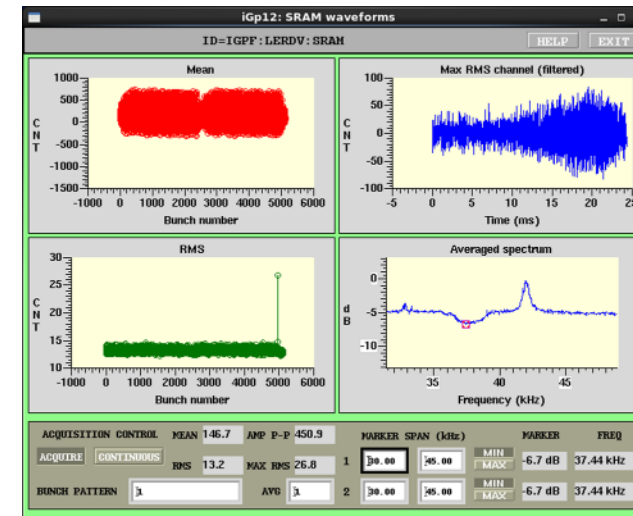 iGp12: SRAM waveforms
ID=IGPF:LERDV:SRAM HELP EXIT
Mean
1000
500
0
-500
-1000
-1500
C
N
T
-1000 0 1000 2000 3000 4000 5000 6000
Bunch number
Max RMS channel (filtered)
100
50
0
-50
-100
C
N
T
-5 0 5 10 15 20 25
Time (ms)
RMS
30
25
20
15
10
C
N
T
-1000 0 1000 2000 3000 4000 5000 6000
Bunch number
Averaged spectrum
0
-5
-10
d
B
35 40 45
Frequency (kHz)
ACQUISITION CONTROL MEAN 146.7 AMP P-P 450.9
ACQUIRE CONTINUOUS RMS 13.2 MAX RMS 26.8
BUNCH PATTERN 1 AVG 1
MARKER SPAN (kHz) MARKER FREQ
1 30.00 45.00 MIN MAX -6.7 dB 37.44 kHz
2 30.00 45.00 MIN MAX -6.7 dB 37.44 kHz